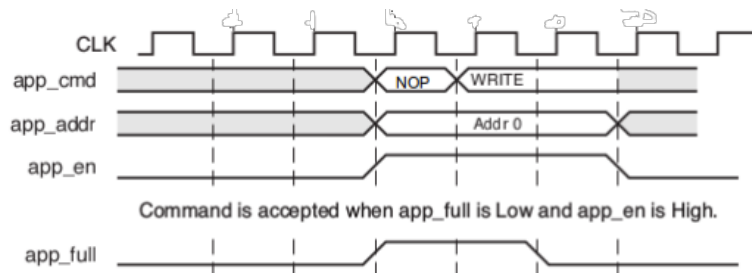 CLK
app_cmd NOP WRITE
app_addr Addr 0
app_en
Command is accepted when app_full is Low and app_en is High.
app_full